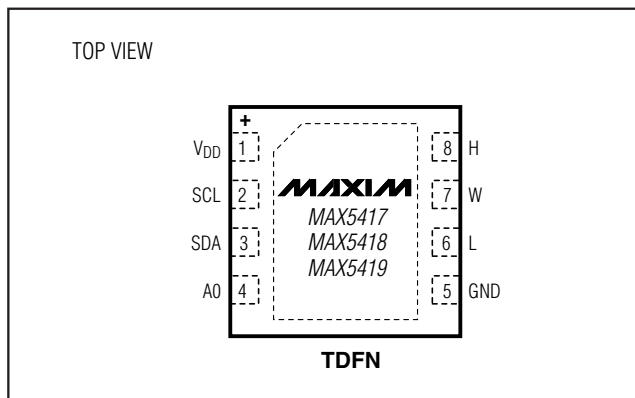 TOP VIEW
+
VDD 1
8 H
SCL 2
MAXIM
7 W
MAX5417
SDA 3
MAX5418
6 L
MAX5419
A0 4
5 GND
TDFN